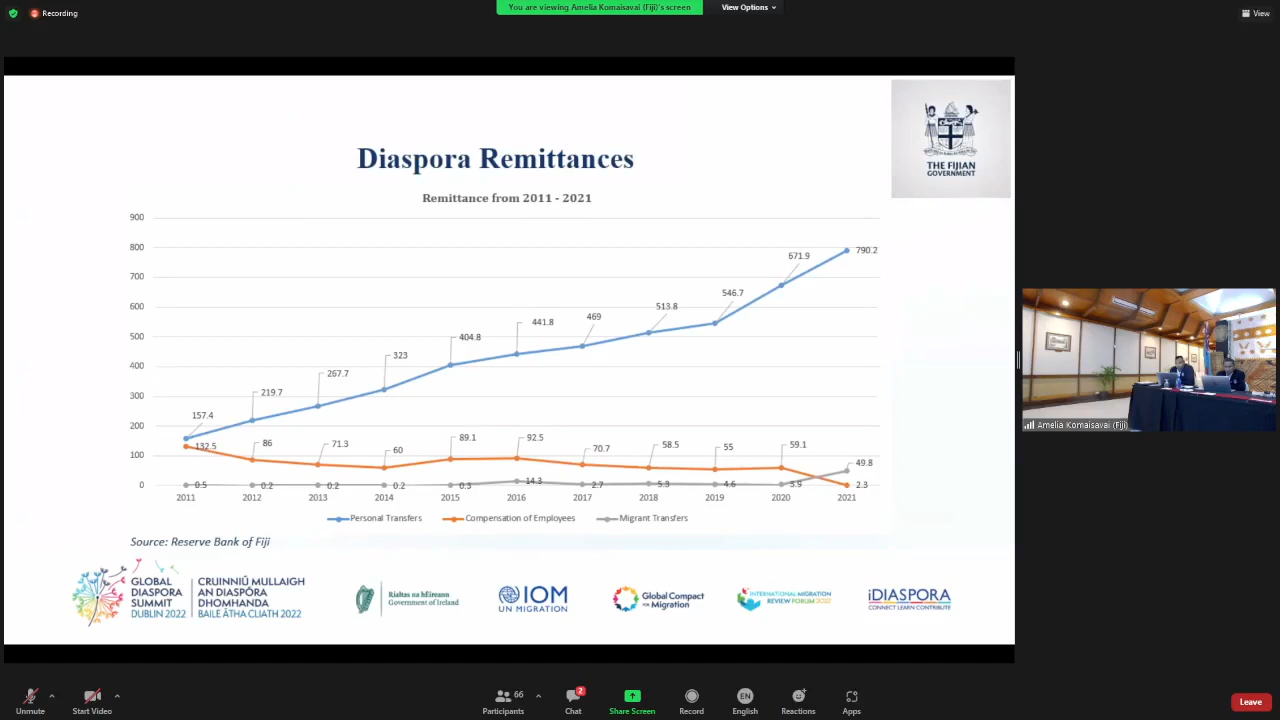 Recording
You are viewing Amelia Komaisavai (Fiji)'s screen
View Options
View
THE FIJIAN
GOVERNMENT
Diaspora Remittances
Remittance from 2011 - 2021
900
800
700
600
500
400
300
200
100
0
157.4
219.7
267.7
323
404.8
441.8
469
513.8
546.7
671.9
790.2
132.5
86
71.3
60
89.1
92.5
70.7
58.5
55
59.1
2.3
0.5
0.2
0.2
0.2
0.3
14.3
2.7
5.3
4.6
3.9
49.8
2011 2012 2013 2014 2015 2016 2017 2018 2019 2020 2021
Personal Transfers Compensation of Employees Migrant Transfers
Source: Reserve Bank of Fiji
GLOBAL
DIASPORA
SUMMIT
DUBLIN 2022
CRUINNIÚ MULLAIGH
AN DIASPÓRA
DHOMHANDA
BAILE ÁTHA CLIATH 2022
Rialtas na hÉireann
Government of Ireland
IOM
UN MIGRATION
Global Compact
for Migration
INTERNATIONAL MIGRATION
REVIEW FORUM 2022
iDIASPORA
CONNECT LEARN CONTRIBUTE
Amelia Komaisavai (Fiji)
Unmute
Start Video
66
Participants
2
Chat
Share Screen
Record
EN
English
Reactions
Apps
Leave